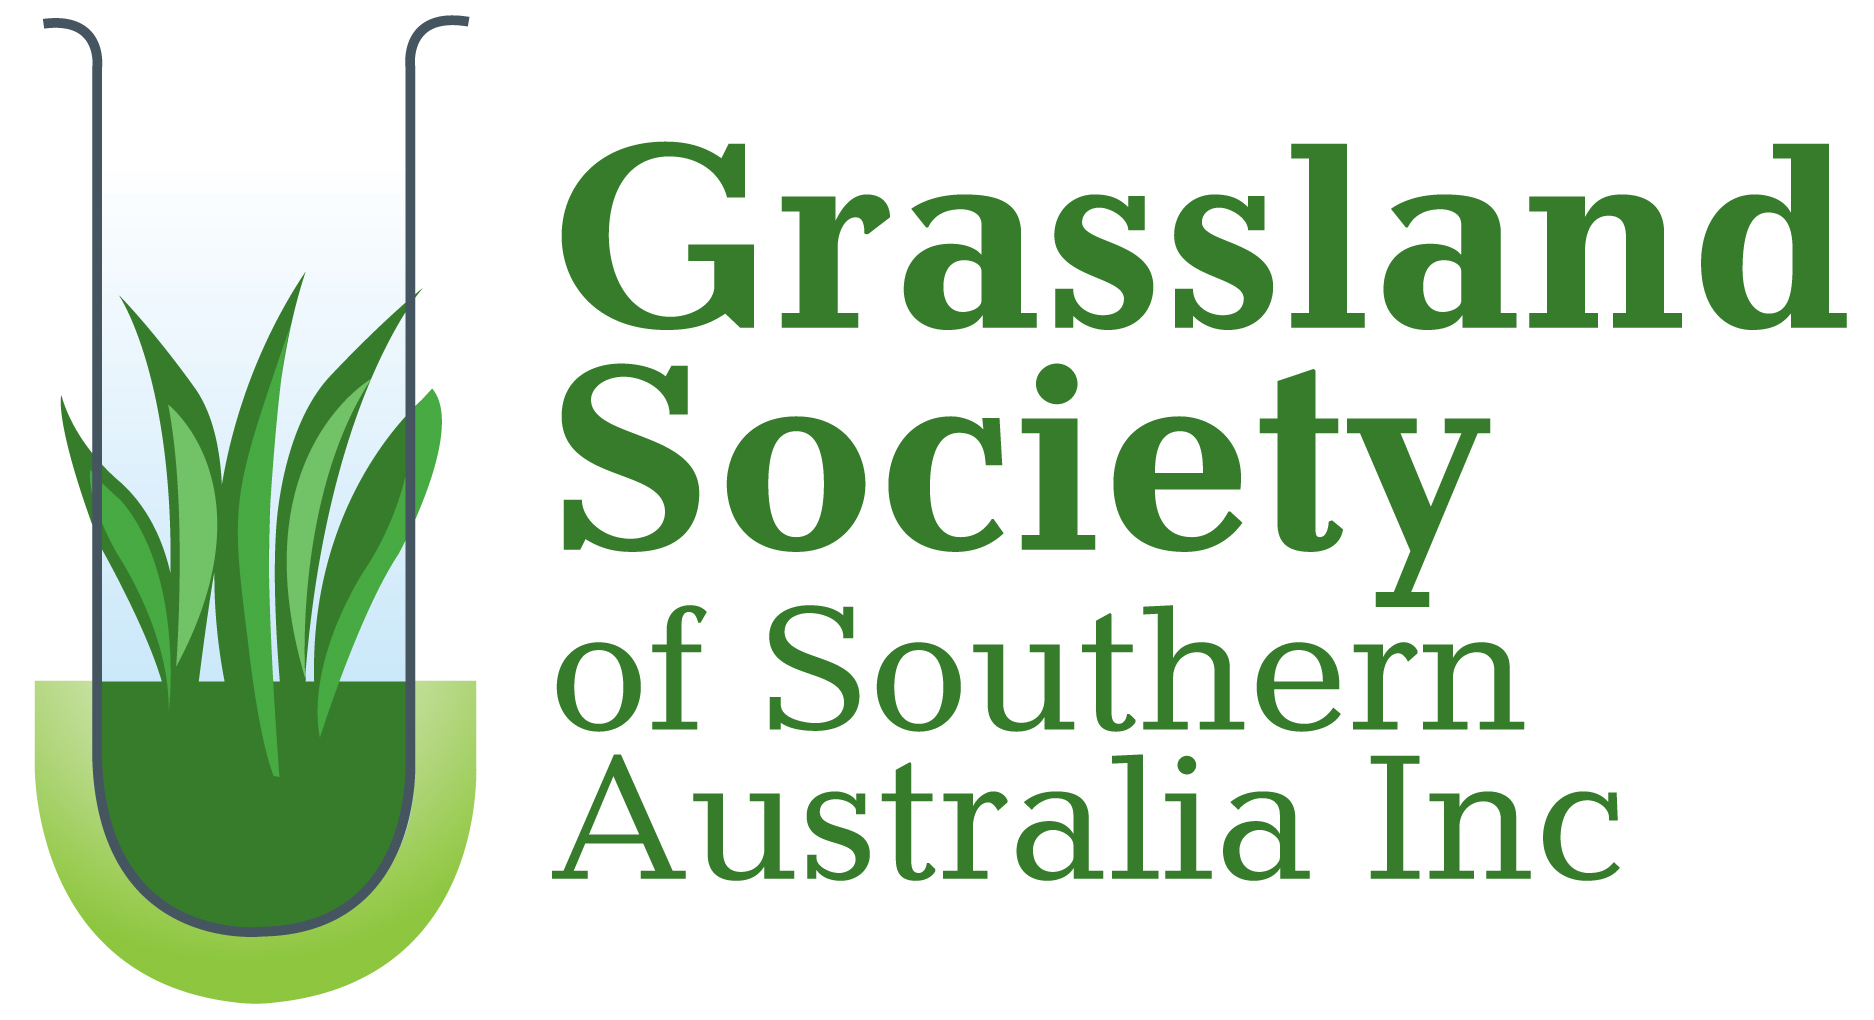 Grassland
Society
of Southern
Australia Inc